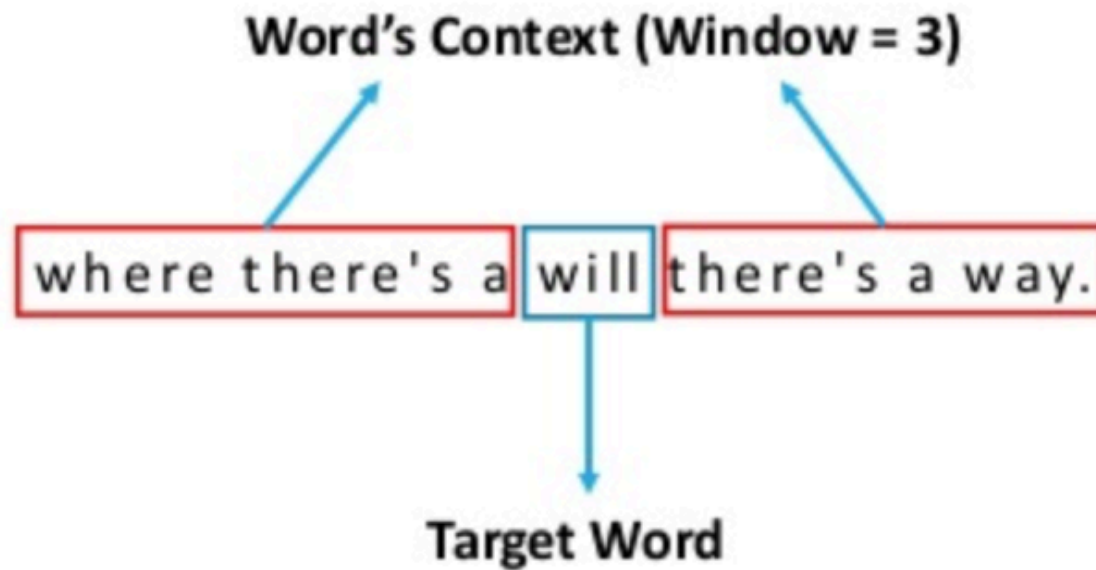 Word's Context (Window = 3)
where there's a will there's a way.
Target Word